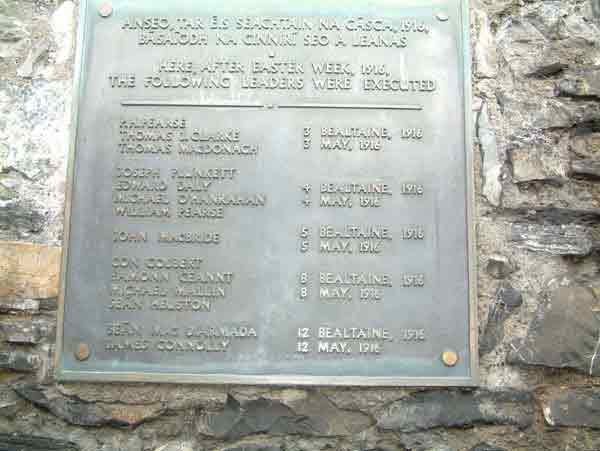 ANSEO, TAR ÉIS SEACHTAIN NA CÁSCA, 1916,
BÁSAÍODH NA CINNIRÍ SEO A LEANAS
HERE, AFTER EASTER WEEK, 1916,
THE FOLLOWING LEADERS WERE EXECUTED
P.H. PEARSE
THOMAS J. CLARKE 3 BEALTAINE, 1916
THOMAS MACDONAGH 3 MAY, 1916
JOSEPH PLUNKETT
EDWARD DALY 4 BEALTAINE, 1916
MICHAEL O'HANRAHAN 4 MAY, 1916
WILLIAM PEARSE
JOHN MACBRIDE 5 BEALTAINE, 1916
5 MAY, 1916
CON COLBERT
EAMONN CEANNT 8 BEALTAINE, 1916
MICHAEL MALLIN 8 MAY, 1916
SEAN HEUSTON
SEÁN MAC DIARMADA 12 BEALTAINE, 1916
JAMES CONNOLLY 12 MAY, 1916